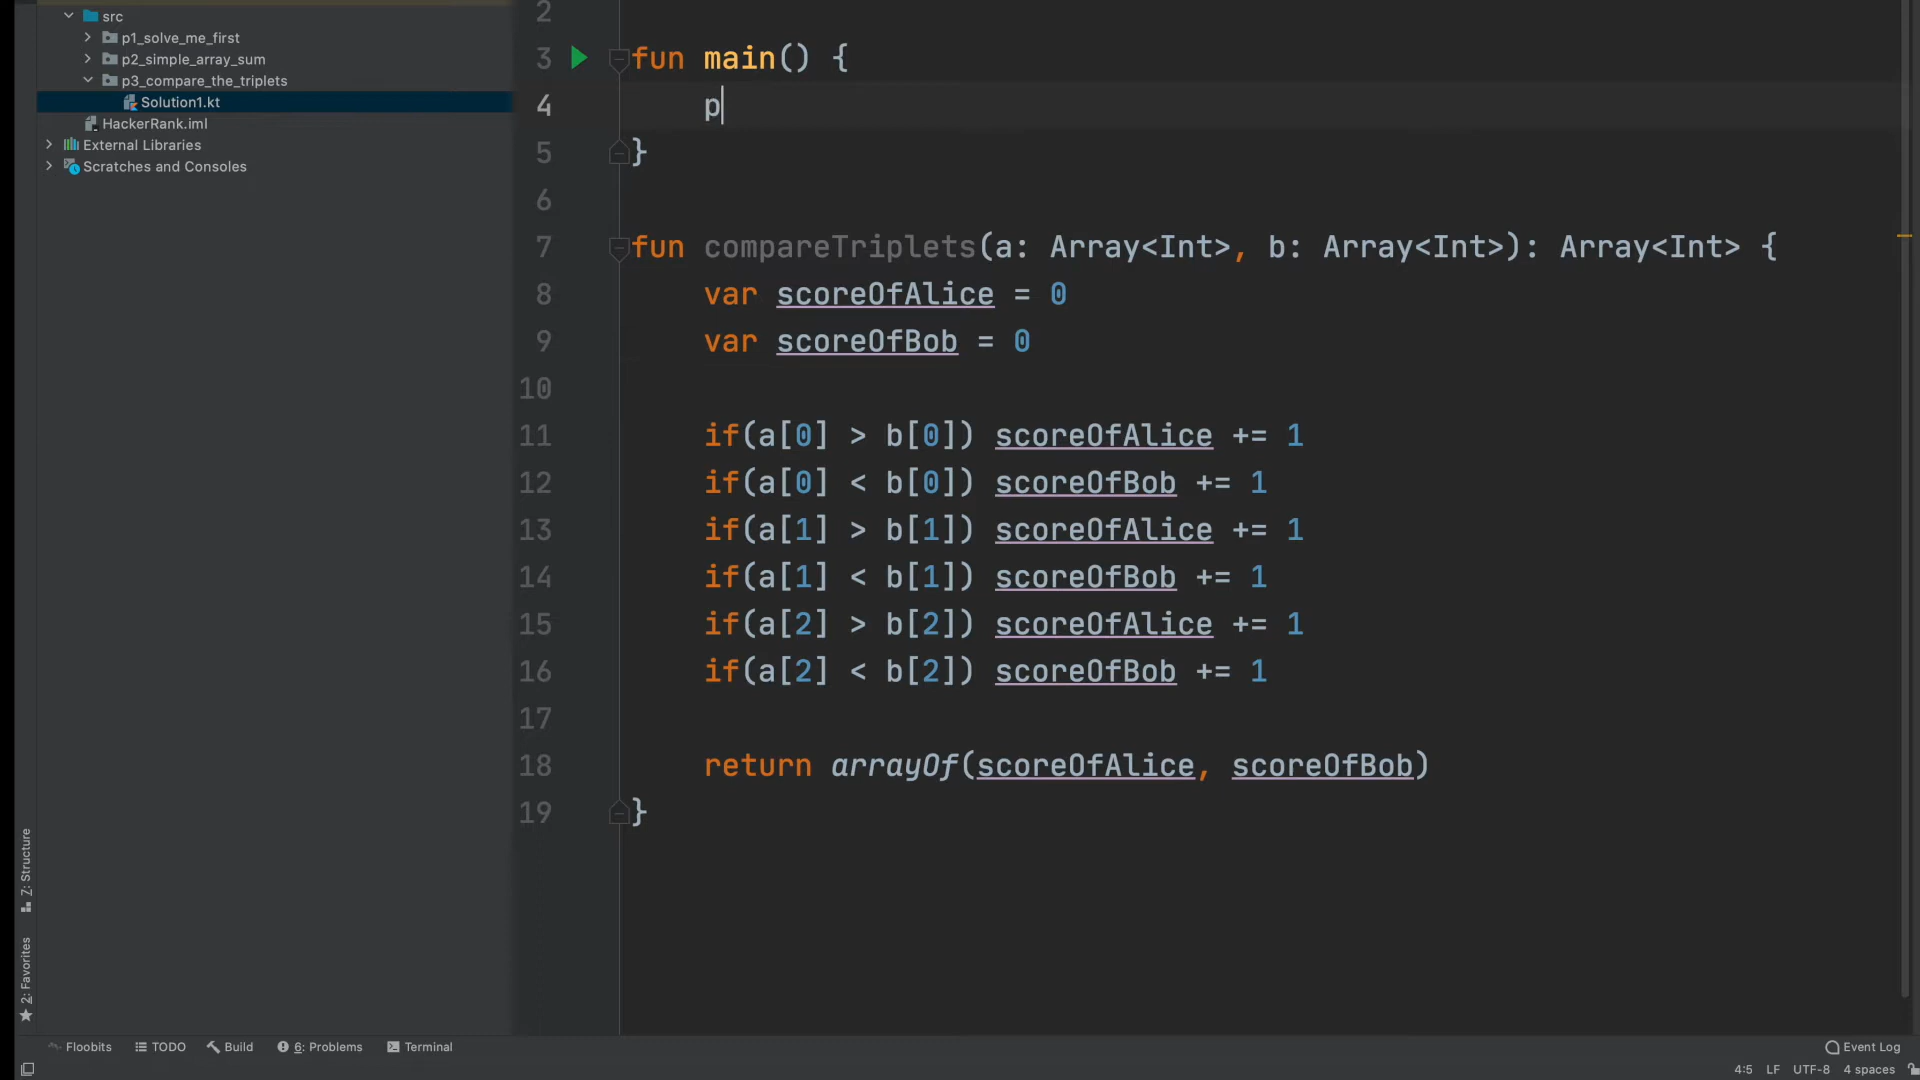 src
p1_solve_me_first
p2_simple_array_sum
p3_compare_the_triplets
Solution1.kt
HackerRank.iml
External Libraries
Scratches and Consoles
2
3 fun main() {
4 p
5 }
6
7 fun compareTriplets(a: Array<Int>, b: Array<Int>): Array<Int> {
8 var scoreOfAlice = 0
9 var scoreOfBob = 0
10
11 if(a[0] > b[0]) scoreOfAlice += 1
12 if(a[0] < b[0]) scoreOfBob += 1
13 if(a[1] > b[1]) scoreOfAlice += 1
14 if(a[1] < b[1]) scoreOfBob += 1
15 if(a[2] > b[2]) scoreOfAlice += 1
16 if(a[2] < b[2]) scoreOfBob += 1
17
18 return arrayOf(scoreOfAlice, scoreOfBob)
19 }
Z: Structure
2: Favorites
Floobits TODO Build 6: Problems Terminal Event Log
4:5 LF UTF-8 4 spaces